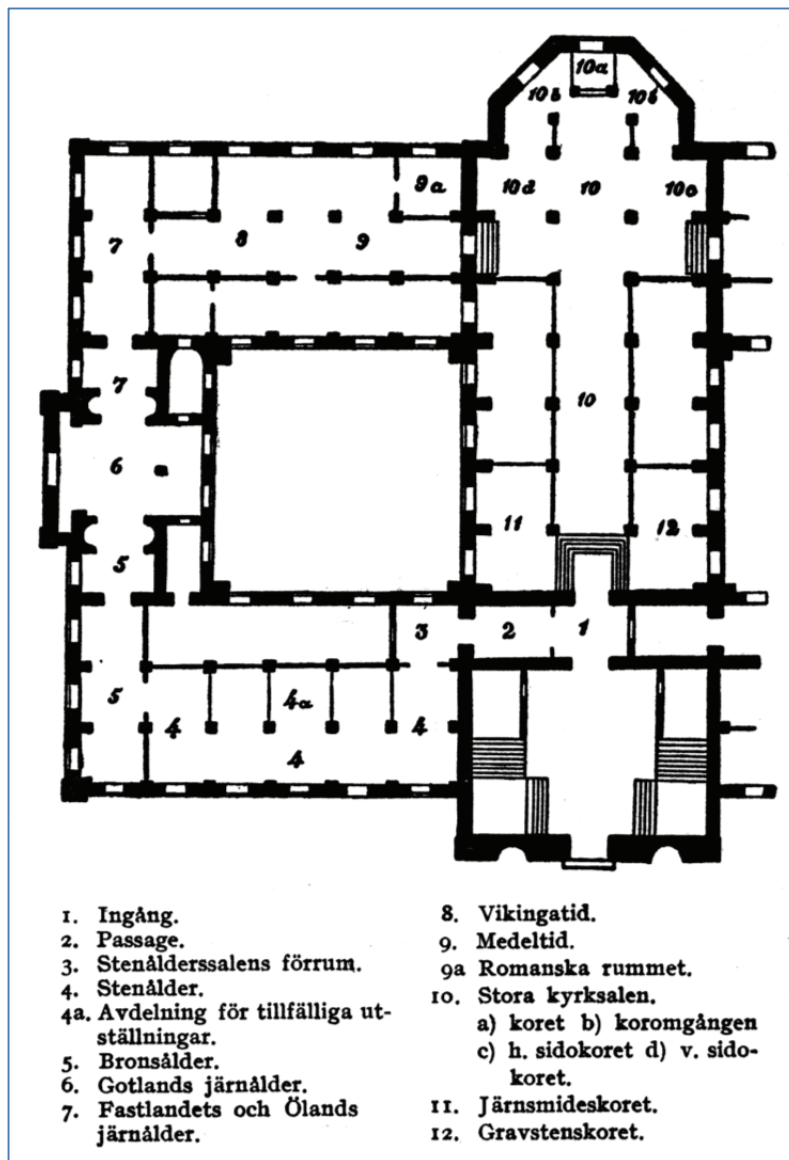 10a
10b 10b
9a
10d 10 10c
7 8 9
7
10
6
11 12
5
3 2 1
5 4 4a 4
4
1. Ingång.
2. Passage.
3. Stenålderssalens förrum.
4. Stenålder.
4a. Avdelning för tillfälliga ut-
ställningar.
5. Bronsålder.
6. Gotlands järnålder.
7. Fastlandets och Ölands
järnålder.
8. Vikingatid.
9. Medeltid.
9a Romanska rummet.
10. Stora kyrksalen.
a) koret b) koromgången
c) h. sidokoret d) v. sido-
koret.
11. Järnsmideskoret.
12. Gravstenskoret.